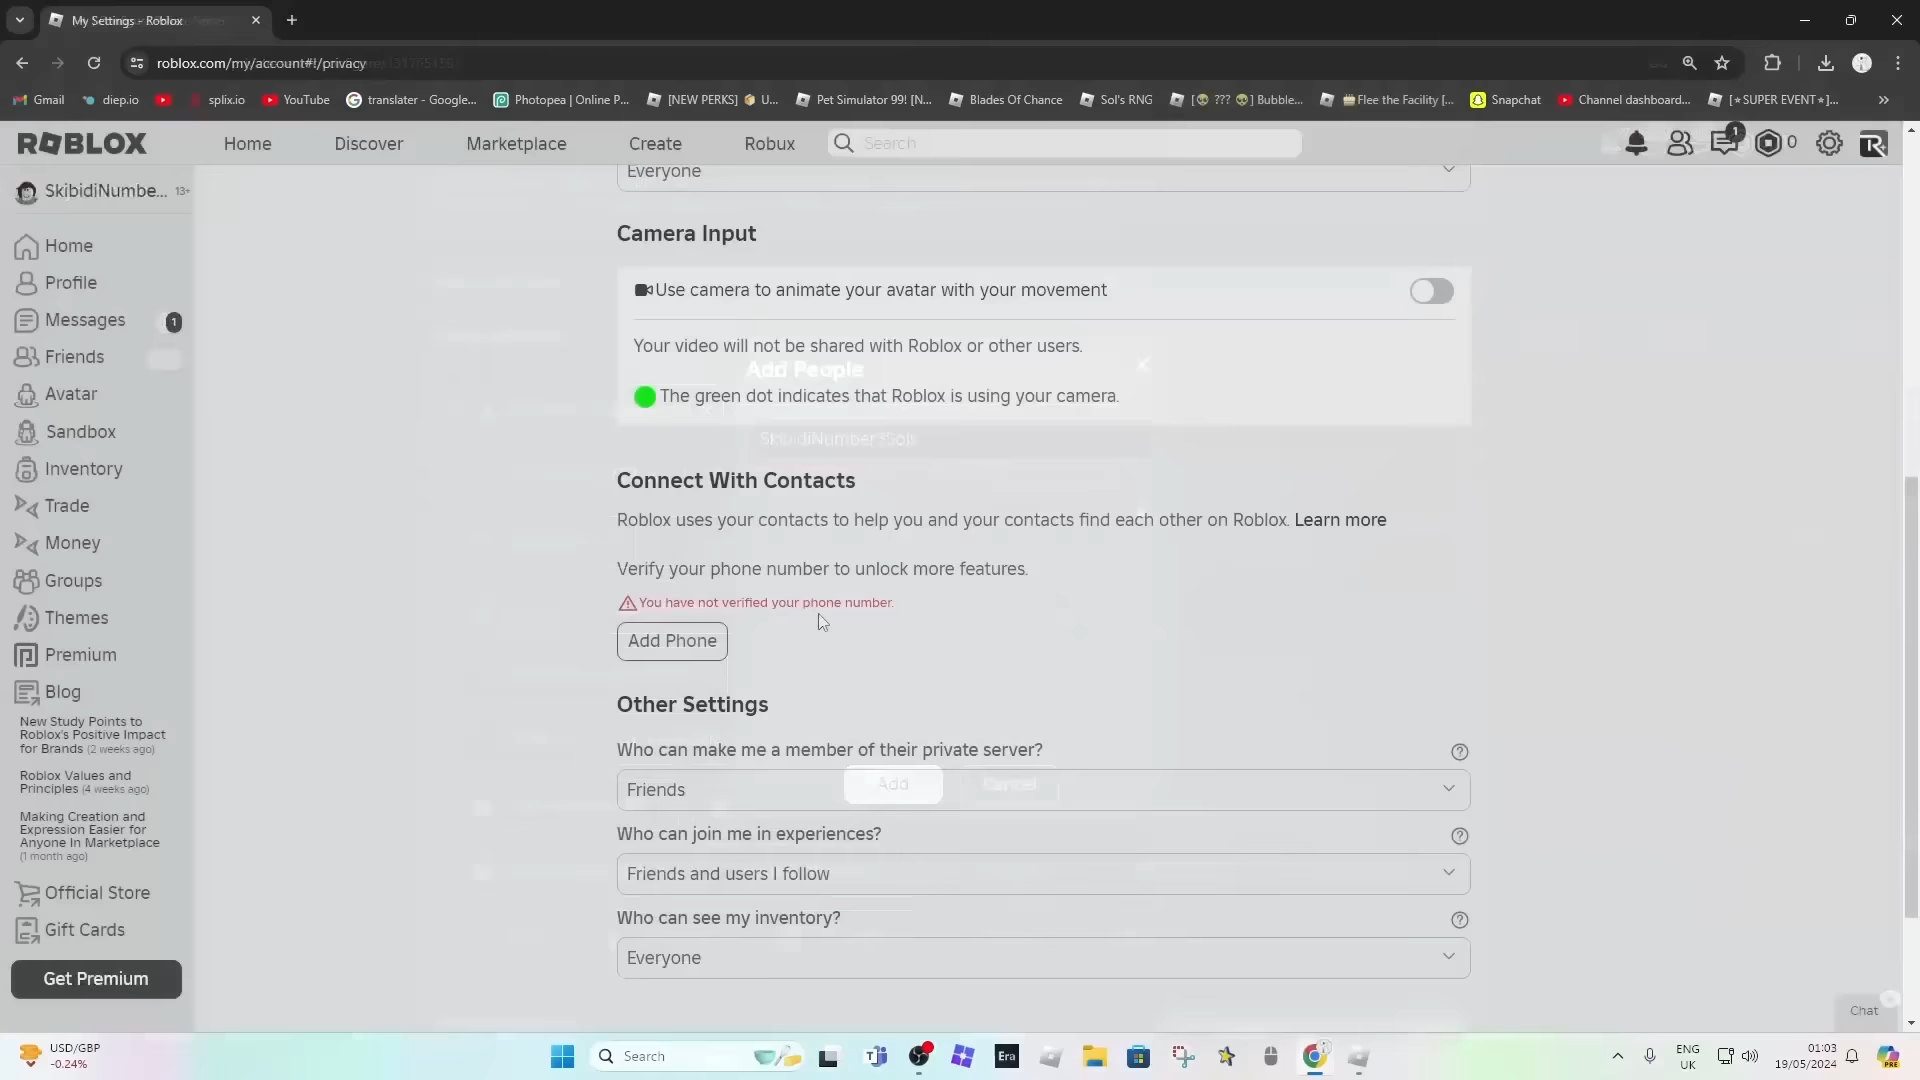 My Settings - Roblox
roblox.com/my/account#!/privacy
Gmail
diep.io
splix.io
YouTube
translater - Google...
Photopea | Online P...
[NEW PERKS] 📦 U...
Pet Simulator 99! [N...
Blades Of Chance
Sol's RNG
[👽 ??? 👽] Bubble...
Flee the Facility [...
Snapchat
Channel dashboard...
[⭑SUPER EVENT⭑]...
ROBLOX
Home
Discover
Marketplace
Create
Robux
Search
1
0
SkibidiNumbe...
13+
Home
Profile
Messages
1
Friends
Avatar
Sandbox
Inventory
Trade
Money
Groups
Themes
Premium
Blog
New Study Points to
Roblox's Positive Impact
for Brands (2 weeks ago)
Roblox Values and
Principles (4 weeks ago)
Making Creation and
Expression Easier for
Anyone In Marketplace
(1 month ago)
Official Store
Gift Cards
Get Premium
Everyone
Camera Input
Use camera to animate your avatar with your movement
Your video will not be shared with Roblox or other users.
Add People
The green dot indicates that Roblox is using your camera.
Connect With Contacts
Roblox uses your contacts to help you and your contacts find each other on Roblox. Learn more
Verify your phone number to unlock more features.
You have not verified your phone number.
Add Phone
Other Settings
Who can make me a member of their private server?
Friends
Add
Cancel
Who can join me in experiences?
Friends and users I follow
Who can see my inventory?
Everyone
Chat
USD/GBP
-0.24%
Search
Era
ENG
UK
01:03
19/05/2024
PRE